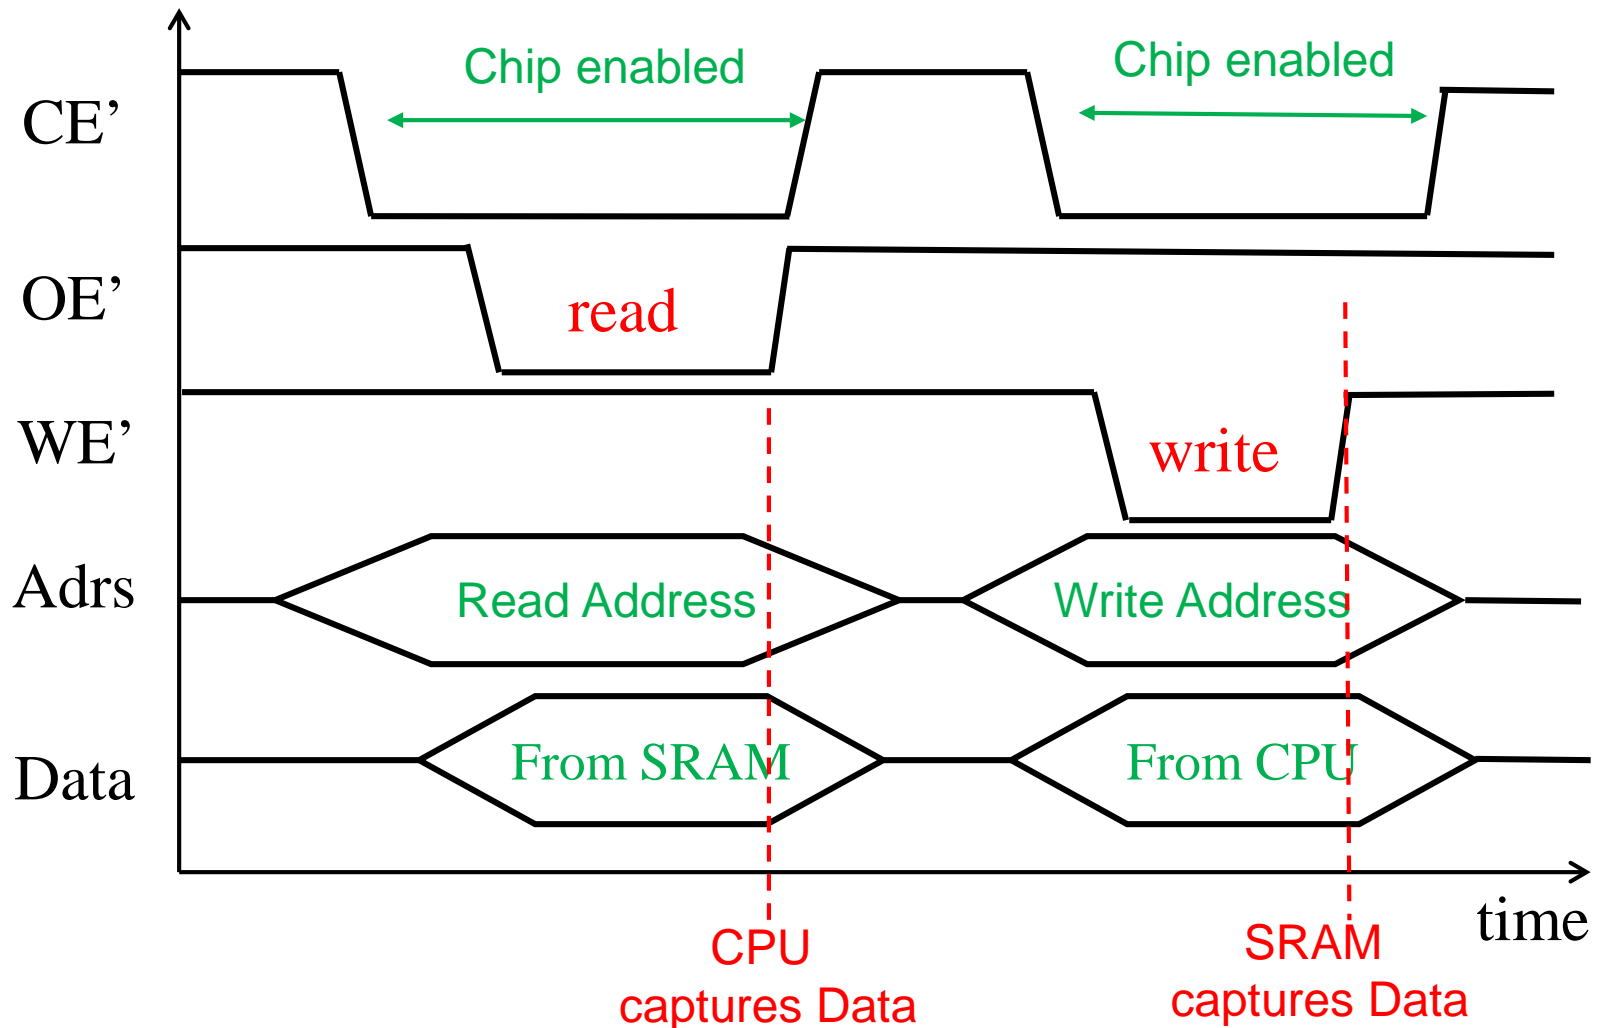 Chip enabled
Chip enabled
CE’
OE’
read
WE’
write
Adrs
Read Address
Write Address
Data
From SRAM
From CPU
time
CPU
captures Data
SRAM
captures Data